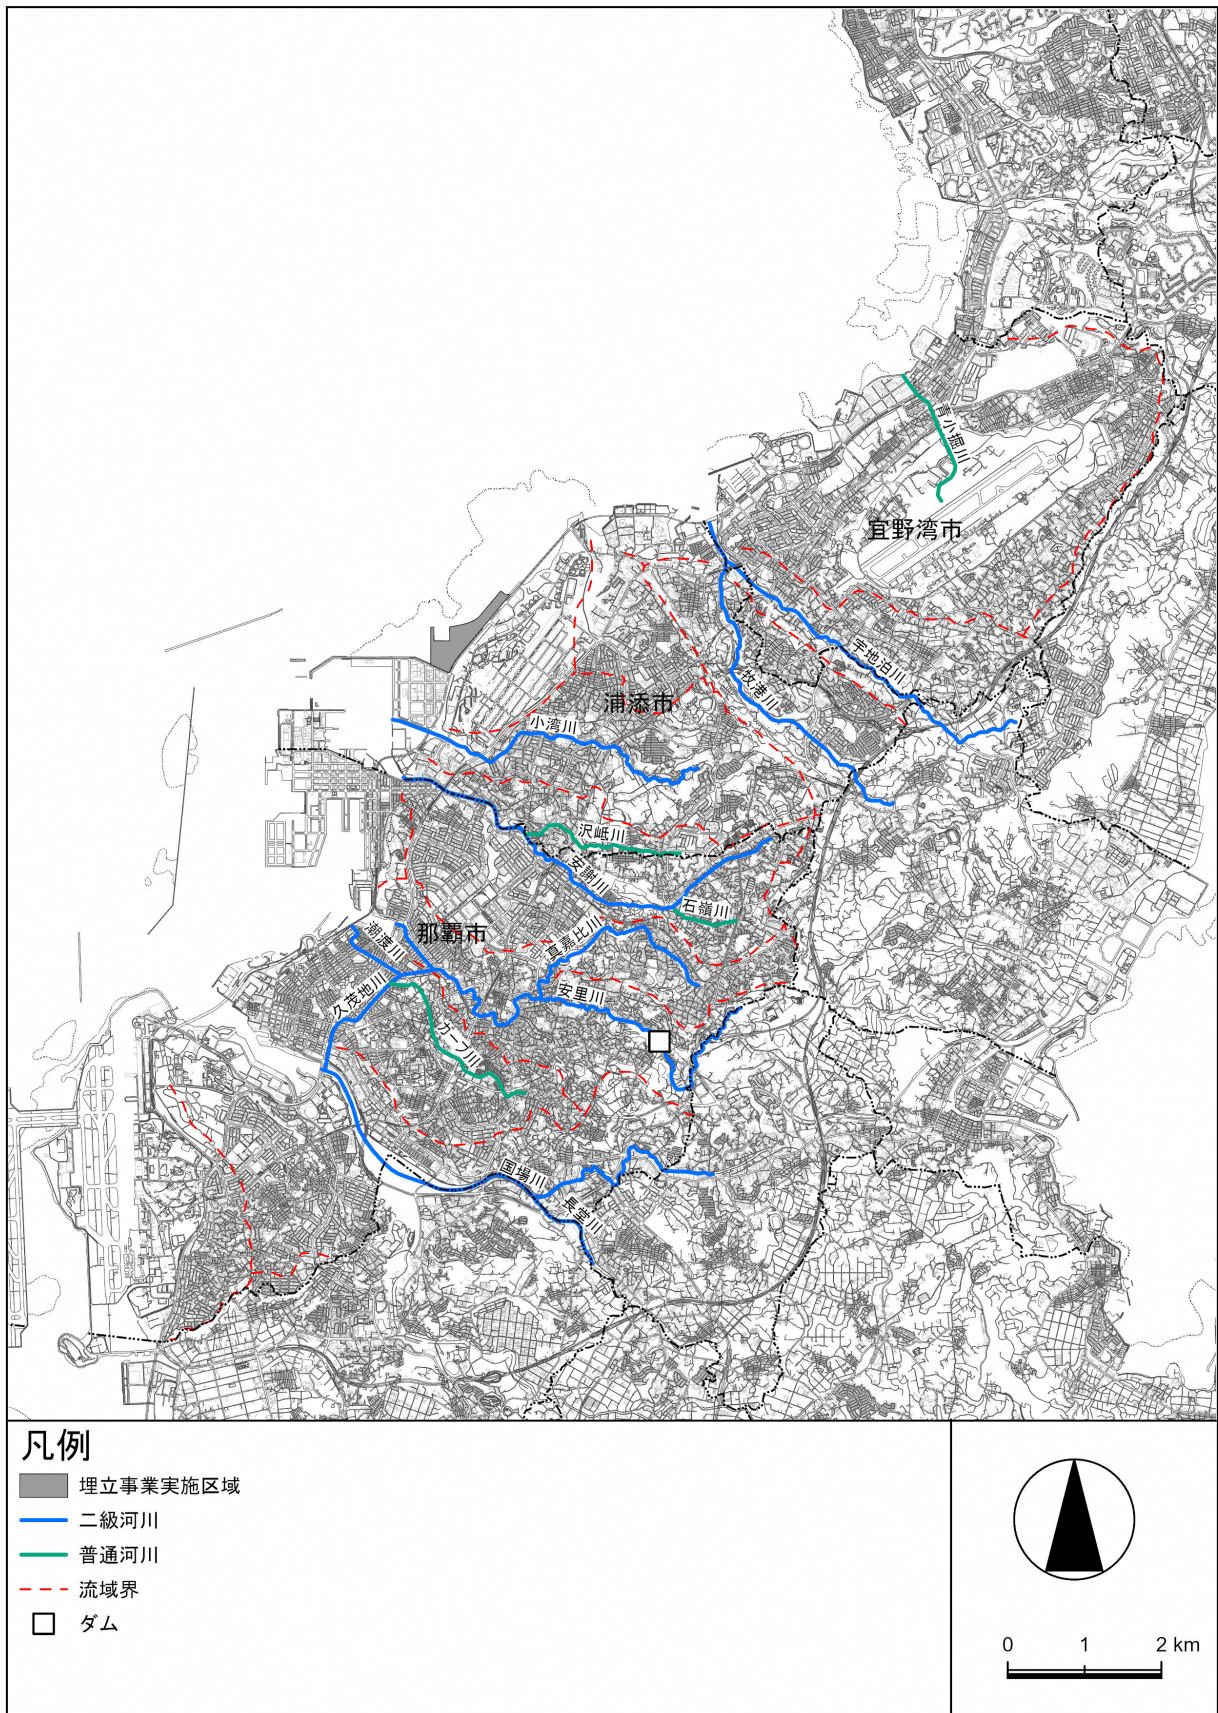 青小掘川
宜野湾市
宇地泊川
牧港川
浦添市
小湾川
沢岻川
安謝川
石嶺川
那覇市
潮渡川
真嘉比川
安里川
久茂地川
ガーブ川
国場川
長堂川
凡例
埋立事業実施区域
二級河川
普通河川
流域界
ダム
0 1 2 km